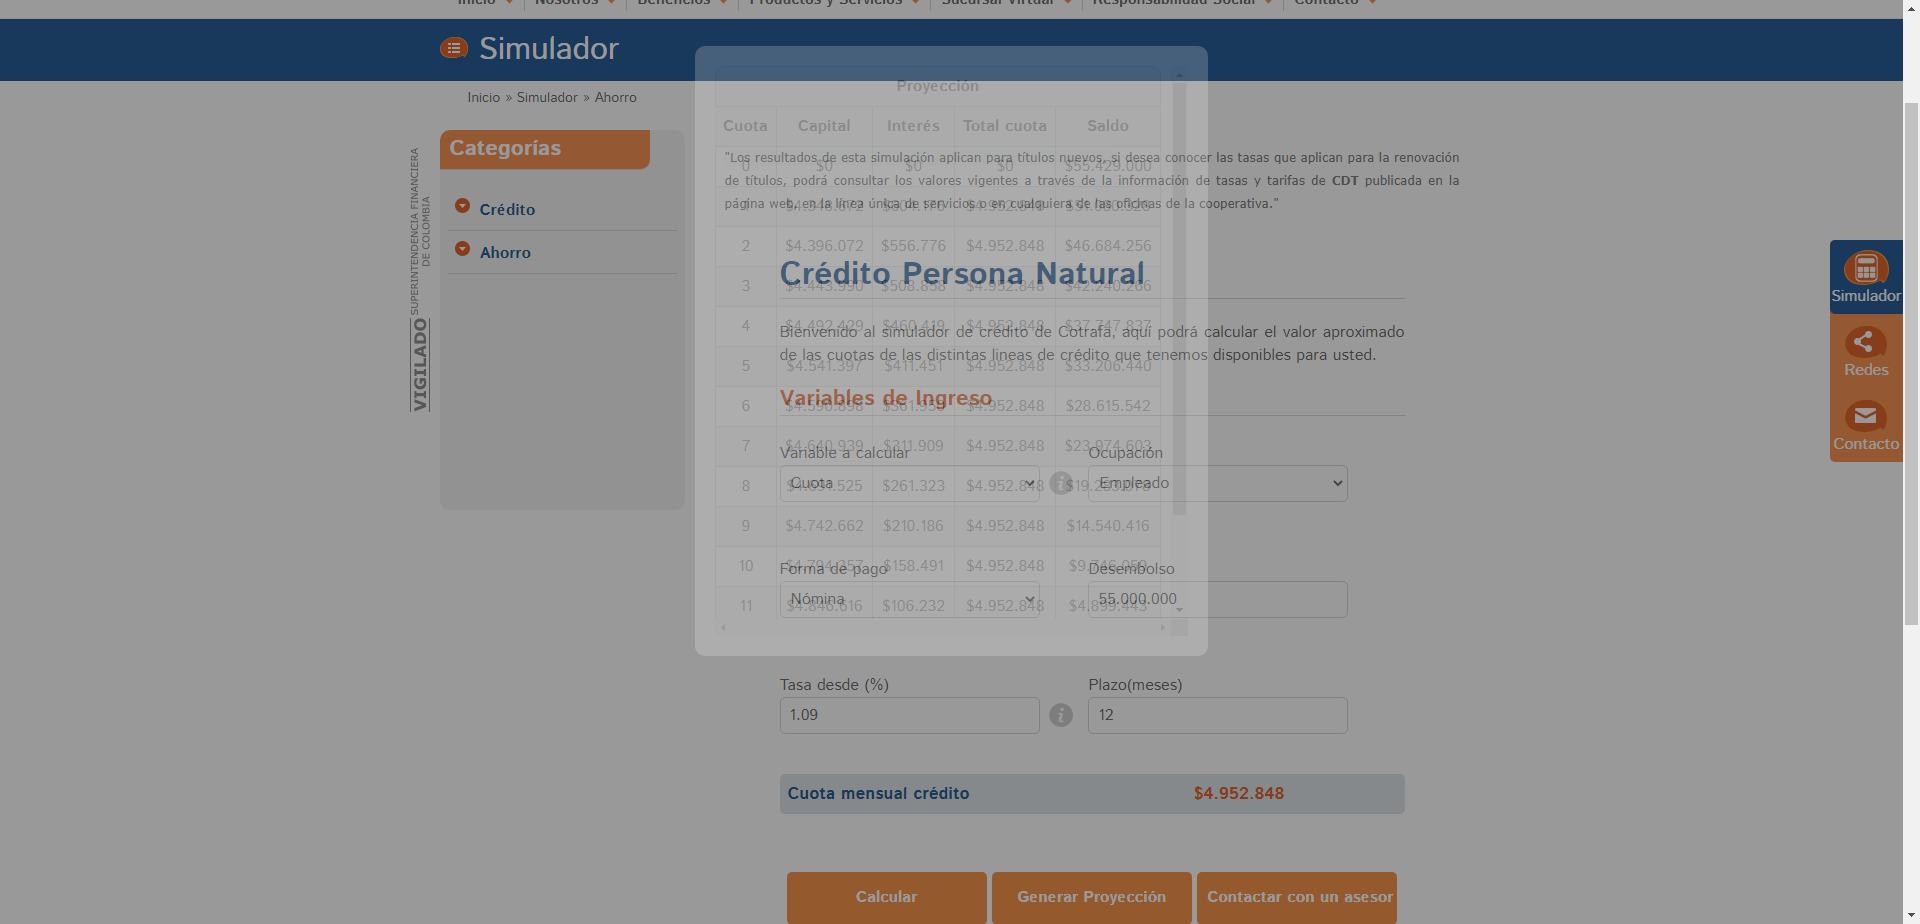 Inicio Nosotros Beneficios Productos y Servicios Sucursal Virtual Responsabilidad Social Contacto
Simulador
Inicio » Simulador » Ahorro
Categorías
Crédito
Ahorro
VIGILADO SUPERINTENDENCIA FINANCIERA
DE COLOMBIA
"Los resultados de esta simulación aplican para títulos nuevos, si desea conocer las tasas que aplican para la renovación
de títulos, podrá consultar los valores vigentes a través de la información de tasas y tarifas de CDT publicada en la
página web, en la línea única de servicios o en cualquiera de las oficinas de la cooperativa."
Crédito Persona Natural
Bienvenido al simulador de crédito de Cotrafa, aquí podrá calcular el valor aproximado
de las cuotas de las distintas lineas de crédito que tenemos disponibles para usted.
Variables de Ingreso
Variable a calcular Ocupación
Cuota Empleado
Forma de pago Desembolso
Nómina 55.000.000
Tasa desde (%) Plazo(meses)
1.09 12
Cuota mensual crédito $4.952.848
Calcular Generar Proyección Contactar con un asesor
Proyección
Cuota Capital Interés Total cuota Saldo
0 $0 $0 $0 $55.429.000
$4.952.848
2 $4.396.072 $556.776 $4.952.848 $46.684.256
3 $4.443.990 $508.858 $4.952.848 $42.240.266
4 $4.492.429 $460.419 $4.952.848 $37.747.837
5 $4.541.397 $411.451 $4.952.848 $33.206.440
6 $4.590.898 $361.950 $4.952.848 $28.615.542
7 $4.640.939 $311.909 $4.952.848 $23.974.603
8 $4.691.525 $261.323 $4.952.848
9 $4.742.662 $210.186 $4.952.848 $14.540.416
10 $4.794.357 $158.491 $4.952.848 $9.746.059
11 $4.846.616 $106.232 $4.952.848 $4.899.443
Simulador
Redes
Contacto